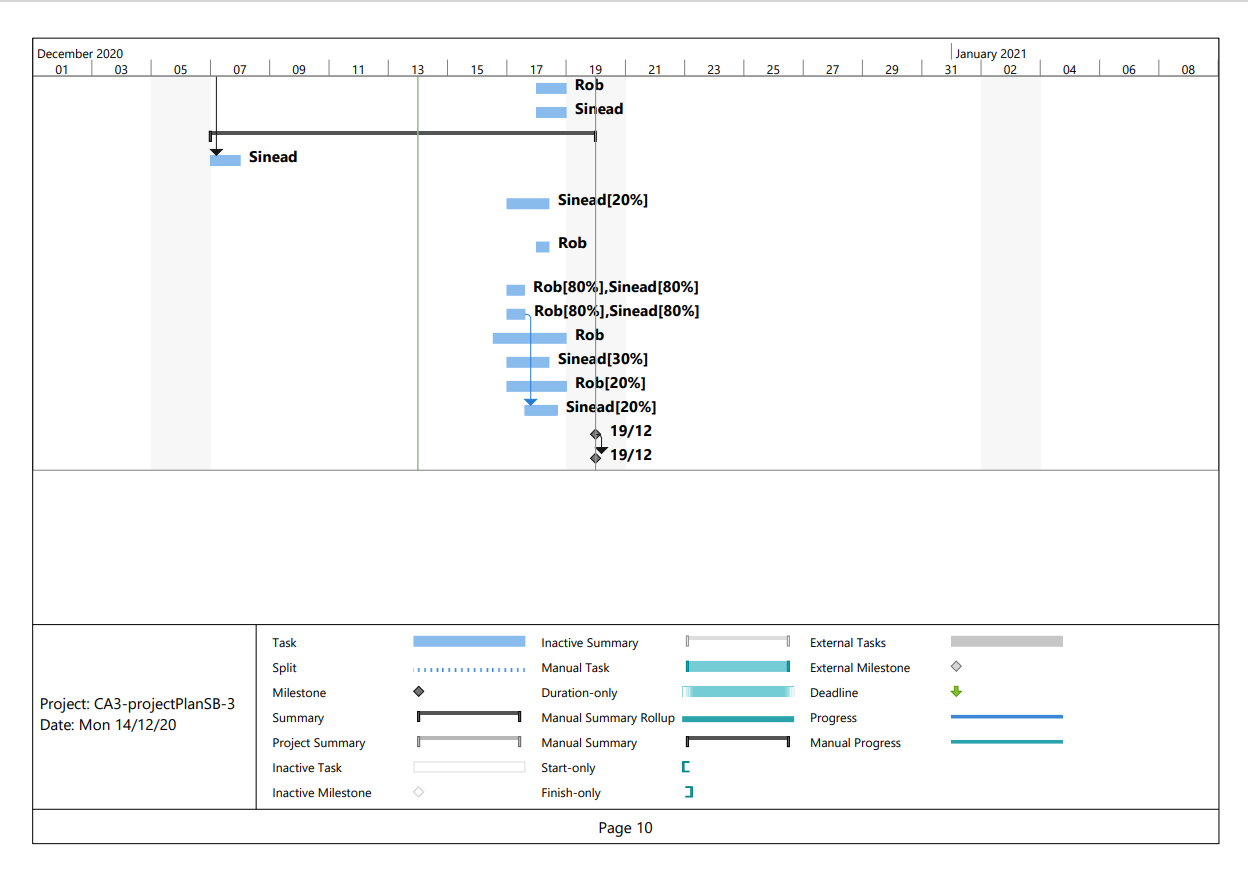 December 2020 January 2021
01 03 05 07 09 11 13 15 17 19 21 23 25 27 29 31 02 04 06 08
Rob
Sinead
Sinead
Sinead[20%]
Rob
Rob[80%],Sinead[80%]
Rob[80%],Sinead[80%]
Rob
Sinead[30%]
Rob[20%]
Sinead[20%]
19/12
19/12
Project: CA3-projectPlanSB-3
Date: Mon 14/12/20
Task Inactive Summary External Tasks
Split Manual Task External Milestone
Milestone Duration-only Deadline
Summary Manual Summary Rollup Progress
Project Summary Manual Summary Manual Progress
Inactive Task Start-only
Inactive Milestone Finish-only
Page 10